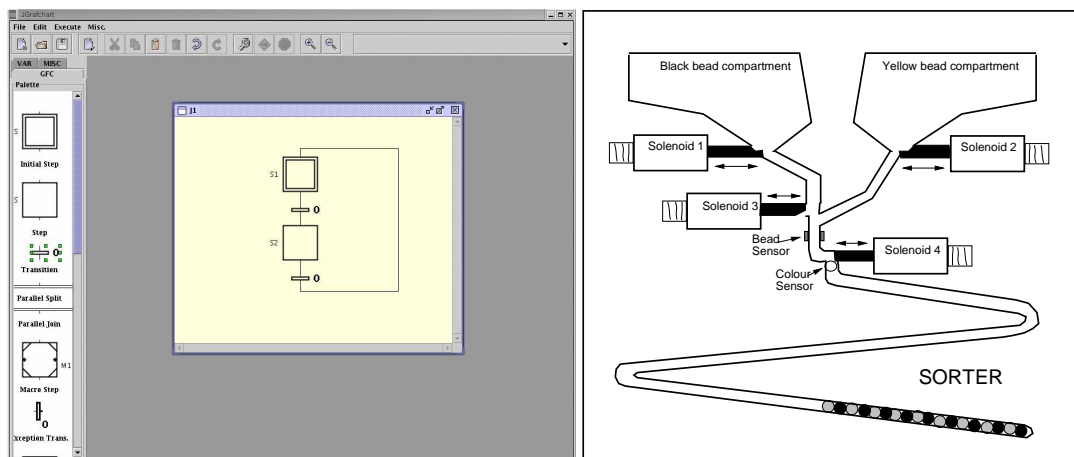 JGrafchart
File Edit Execute Misc.
VAR MISC
GFC
Palette
S
Initial Step
S
Step
0
Transition
Parallel Split
Parallel Join
M1
Macro Step
0
xception Trans.
J1
S1
0
S2
0
Black bead compartment
Yellow bead compartment
Solenoid 1
Solenoid 2
Solenoid 3
Bead
Sensor
Solenoid 4
Colour
Sensor
SORTER